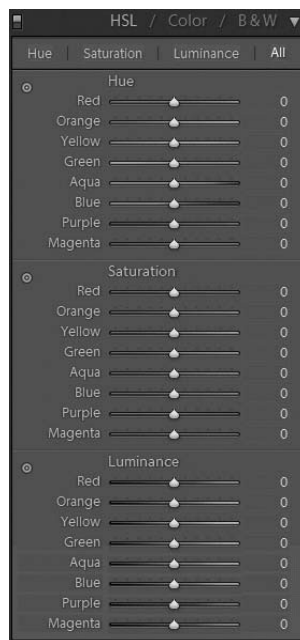 HSL / Color / B&W
Hue | Saturation | Luminance | All
Hue
Red 0
Orange 0
Yellow 0
Green 0
Aqua 0
Blue 0
Purple 0
Magenta 0
Saturation
Red 0
Orange 0
Yellow 0
Green 0
Aqua 0
Blue 0
Purple 0
Magenta 0
Luminance
Red 0
Orange 0
Yellow 0
Green 0
Aqua 0
Blue 0
Purple 0
Magenta 0